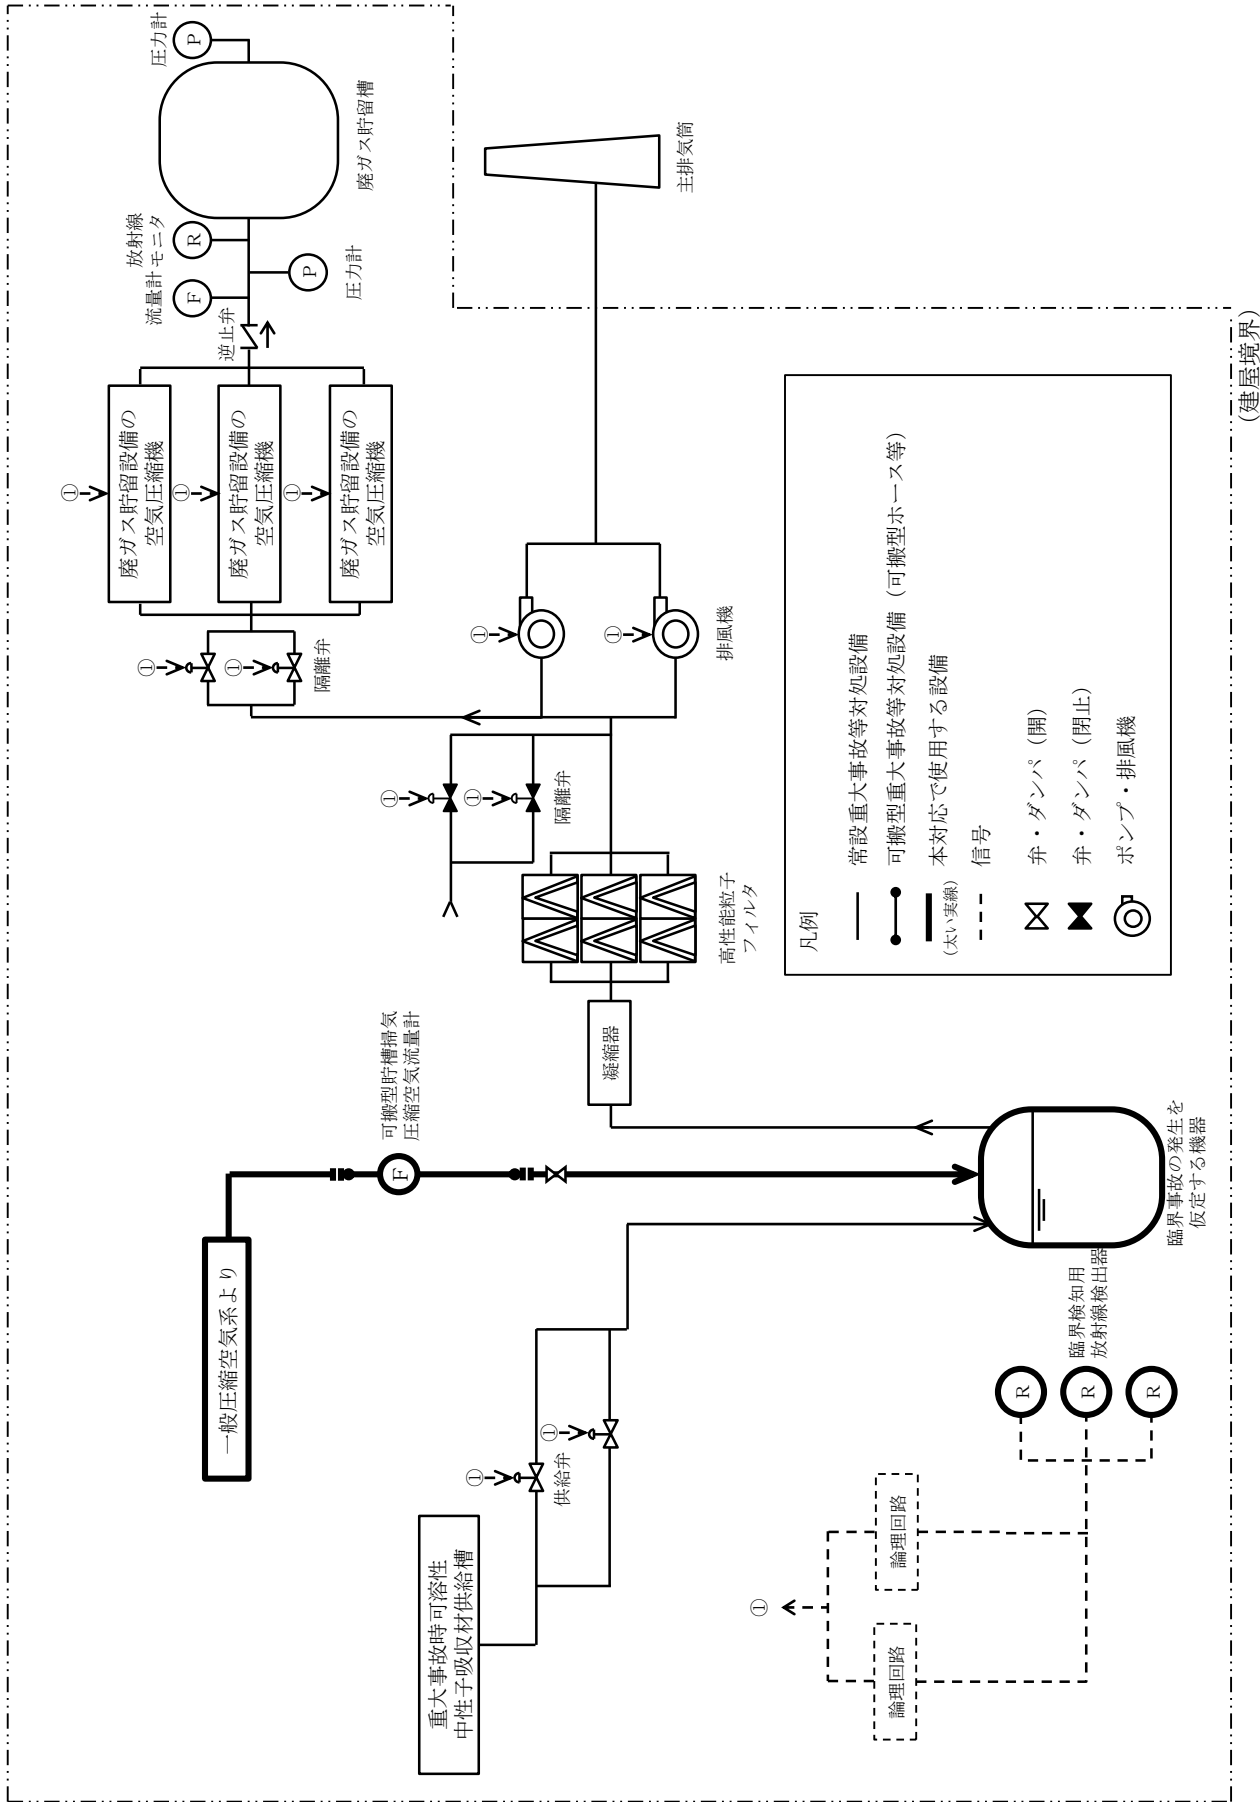 重大事故時可溶性
中性子吸収材供給槽
①
①
供給弁
一般圧縮空気系より
F
可搬型貯槽掃気
圧縮空気流量計
①
論理回路
論理回路
R
R
R
臨界検知用
放射線検出器
臨界事故の発生を
仮定する機器
凝縮器
高性能粒子
フィルタ
①
①
隔離弁
①
①
隔離弁
①
①
排風機
①
①
①
廃ガス貯留設備の
空気圧縮機
廃ガス貯留設備の
空気圧縮機
廃ガス貯留設備の
空気圧縮機
逆止弁
流量計
F
放射線
モニタ
R
P
圧力計
圧力計
P
廃ガス貯留槽
主排気筒
凡例
常設重大事故等対処設備
可搬型重大事故等対処設備（可搬型ホース等）
本対応で使用する設備
(太い実線)
信号
弁・ダンパ（開）
弁・ダンパ（閉止）
ポンプ・排風機
(建屋境界)